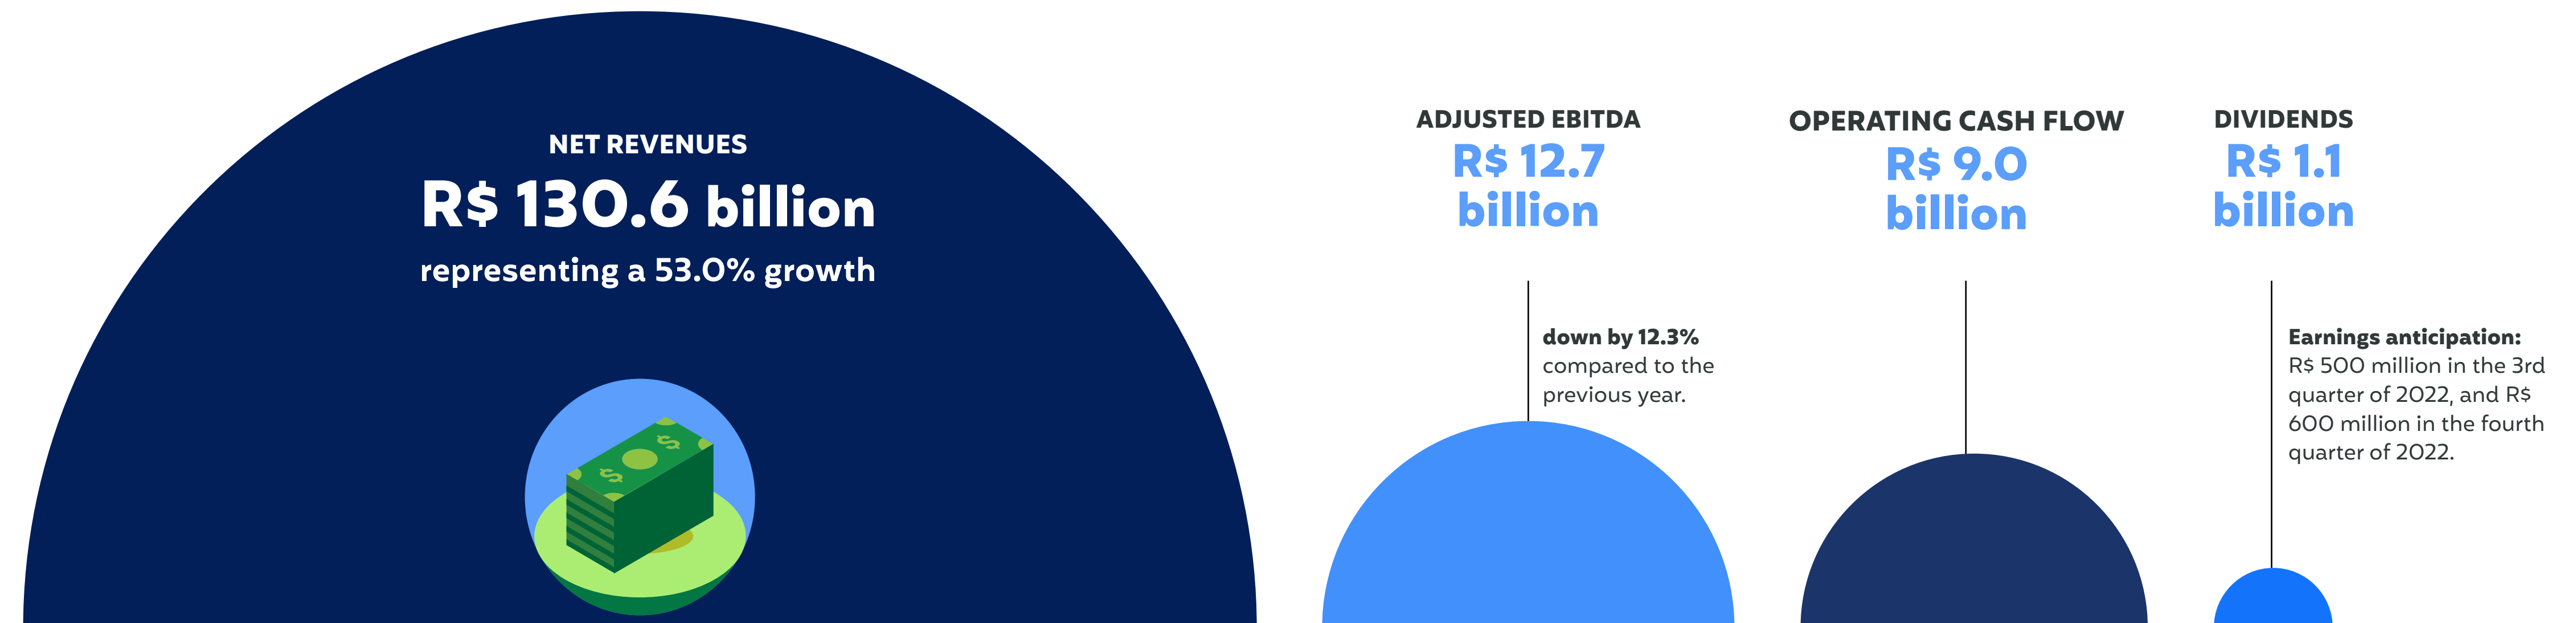 NET REVENUES
R$ 130.6 billion
representing a 53.0% growth
ADJUSTED EBITDA
R$ 12.7
billion
down by 12.3%
compared to the
previous year.
OPERATING CASH FLOW
R$ 9.0
billion
DIVIDENDS
R$ 1.1
billion
Earnings anticipation:
R$ 500 million in the 3rd
quarter of 2022, and R$
600 million in the fourth
quarter of 2022.
$
$